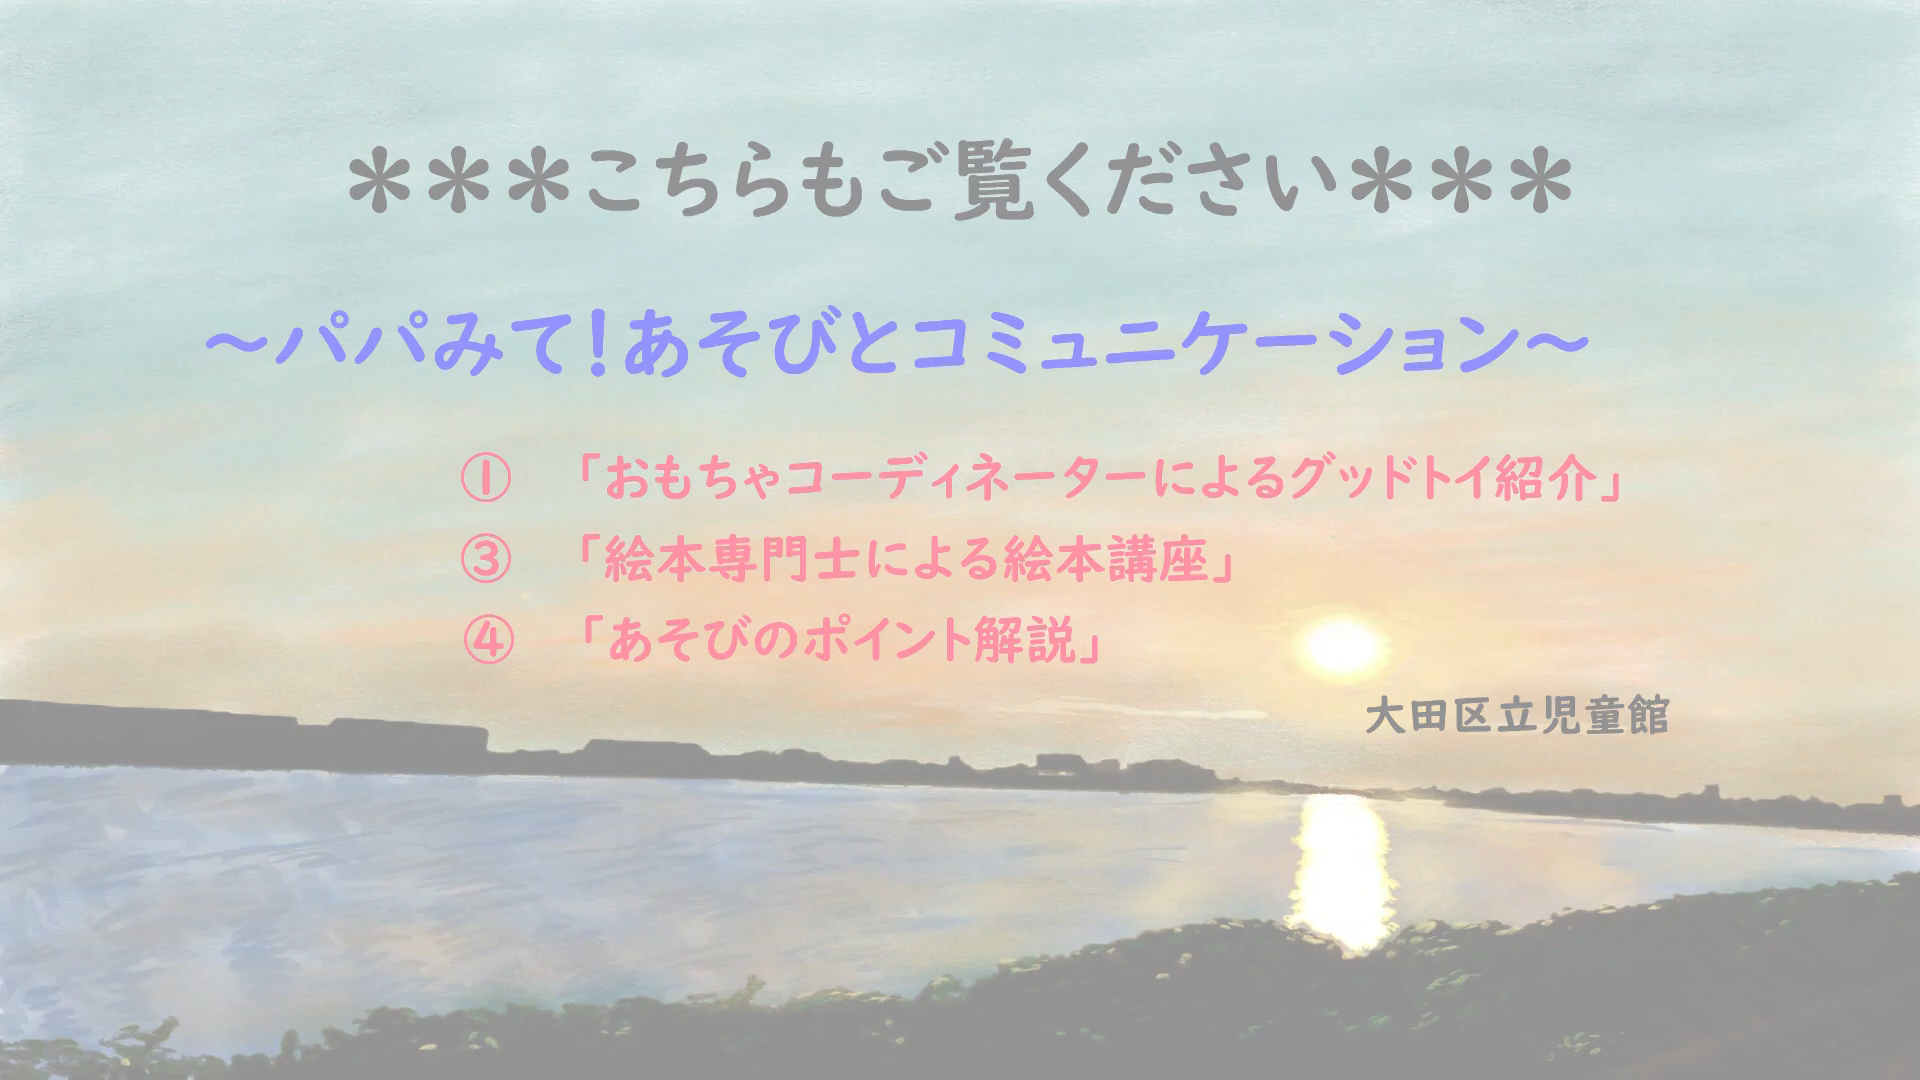 ＊＊＊こちらもご覧ください＊＊＊
～パパみて！あそびとコミュニケーション～
① 「おもちゃコーディネーターによるグッドトイ紹介」
③ 「絵本専門士による絵本講座」
④ 「あそびのポイント解説」
大田区立児童館